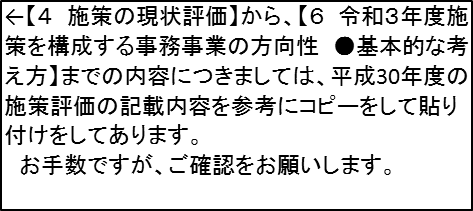 ←【４　施策の現状評価】から、【６　令和３年度施
策を構成する事務事業の方向性　●基本的な考
え方】までの内容につきましては、平成30年度の
施策評価の記載内容を参考にコピーをして貼り
付けをしてあります。
　お手数ですが、ご確認をお願いします。